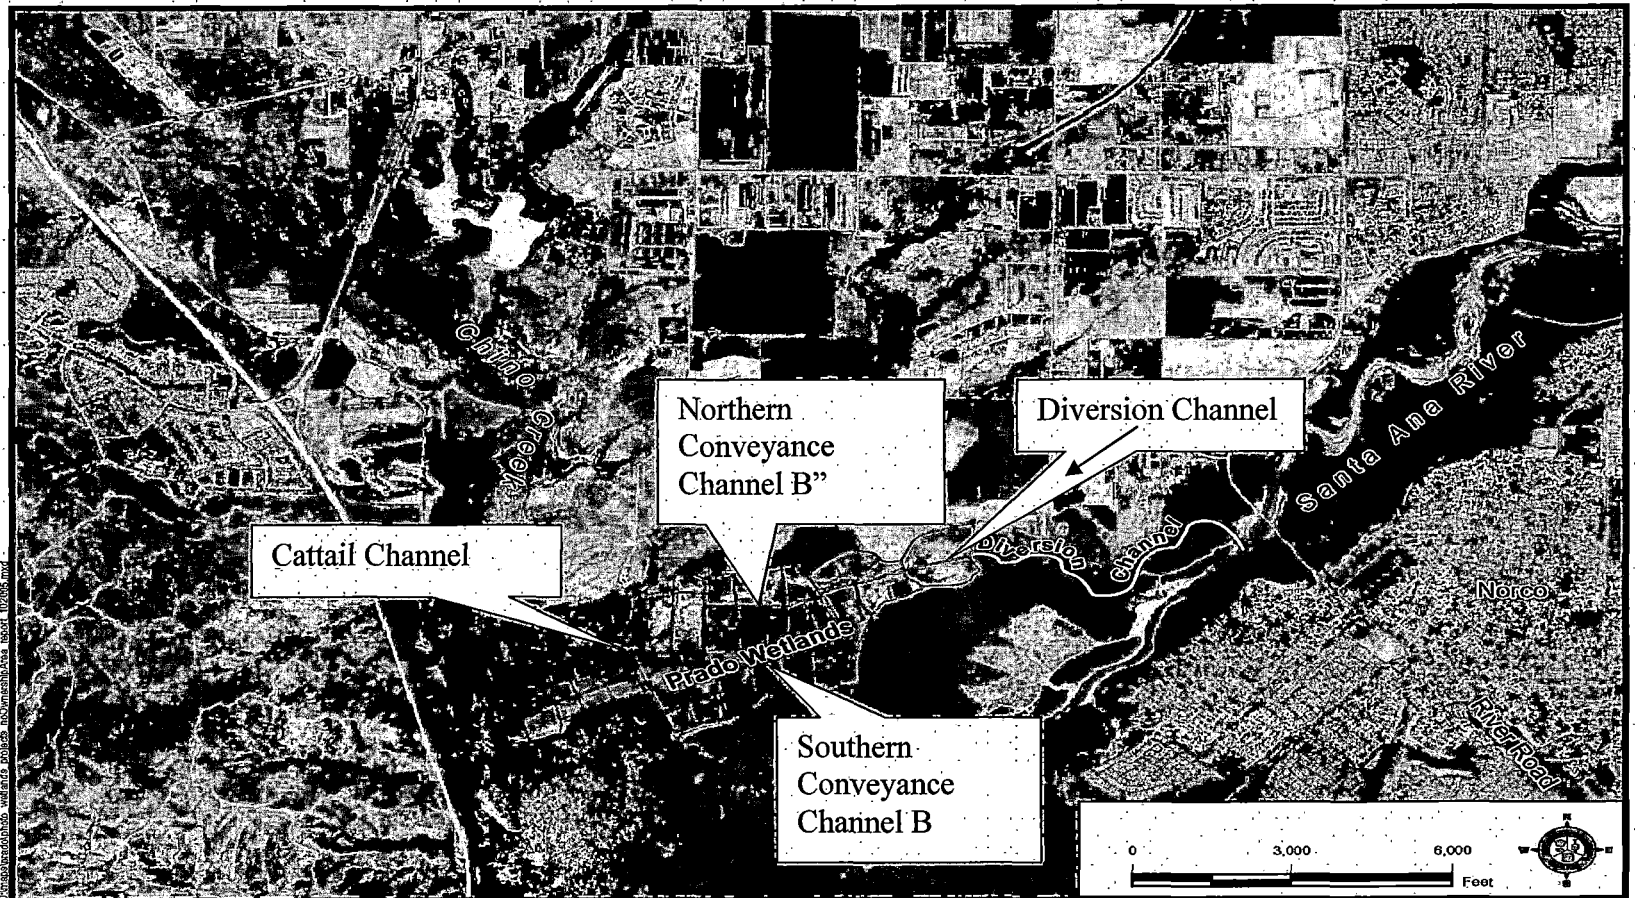 Chino Creek
Northern
Conveyance
Channel B”
Diversion Channel
Santa Ana River
Cattail Channel
Diversion Channel
Norco
Prado Wetlands
River Road
Southern
Conveyance
Channel B
0 3,000 6,000
Feet
N
W E
S